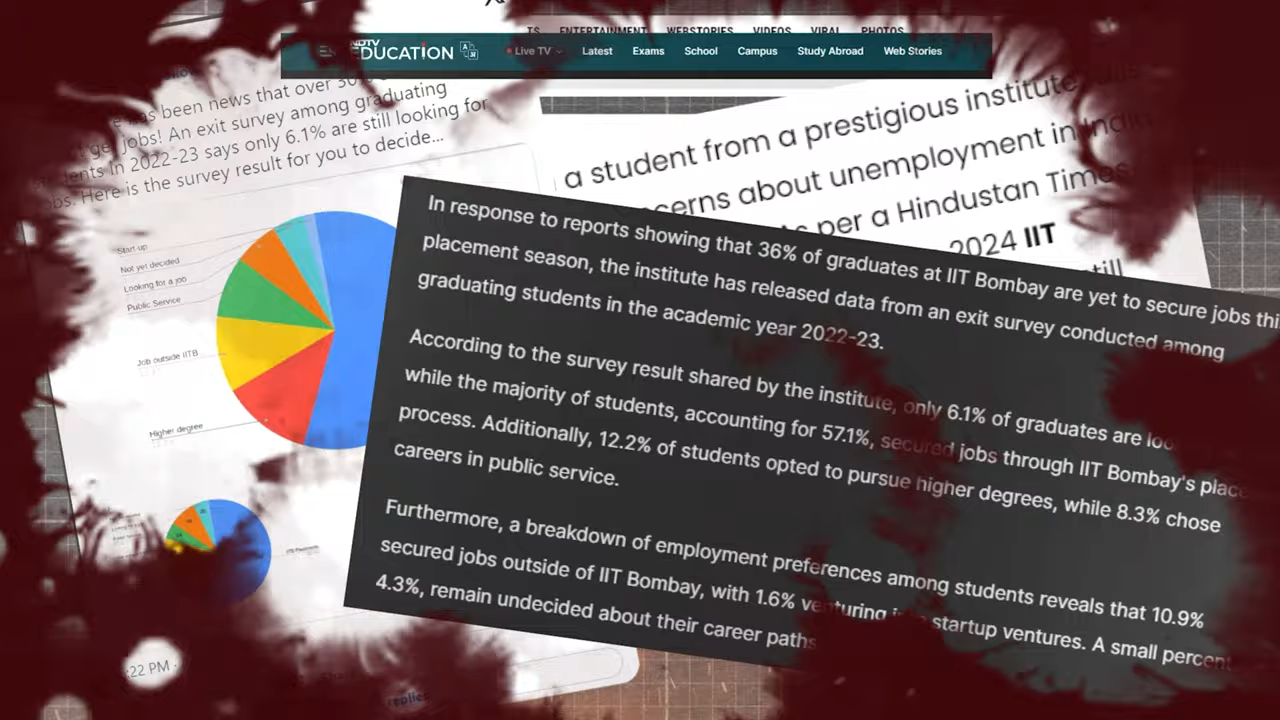 TS ENTERTAINMENT WEBSTORIES VIDEOS VIRAL PHOTOS
NDTV
EDUCATION
Live TV Latest Exams School Campus Study Abroad Web Stories
been news that over 30
get jobs! An exit survey among graduating
in 2022-23 says only 6.1% are still looking for
Here is the survey result for you to decide...
Start-up
Not yet decided
Looking for a job
Public Service
Job outside IITB
Higher degree
:22 PM ·
replies
a student from a prestigious institute
about unemployment in India
per a Hindustan Times
2024 IIT
In response to reports showing that 36% of graduates at IIT Bombay are yet to secure jobs thi
placement season, the institute has released data from an exit survey conducted among
graduating students in the academic year 2022-23.
According to the survey result shared by the institute, only 6.1% of graduates are loo
while the majority of students, accounting for 57.1%, secured jobs through IIT Bombay's place
process. Additionally, 12.2% of students opted to pursue higher degrees, while 8.3% chose
careers in public service.
Furthermore, a breakdown of employment preferences among students reveals that 10.9%
secured jobs outside of IIT Bombay, with 1.6% venturing startup ventures. A small percent
4.3%, remain undecided about their career paths